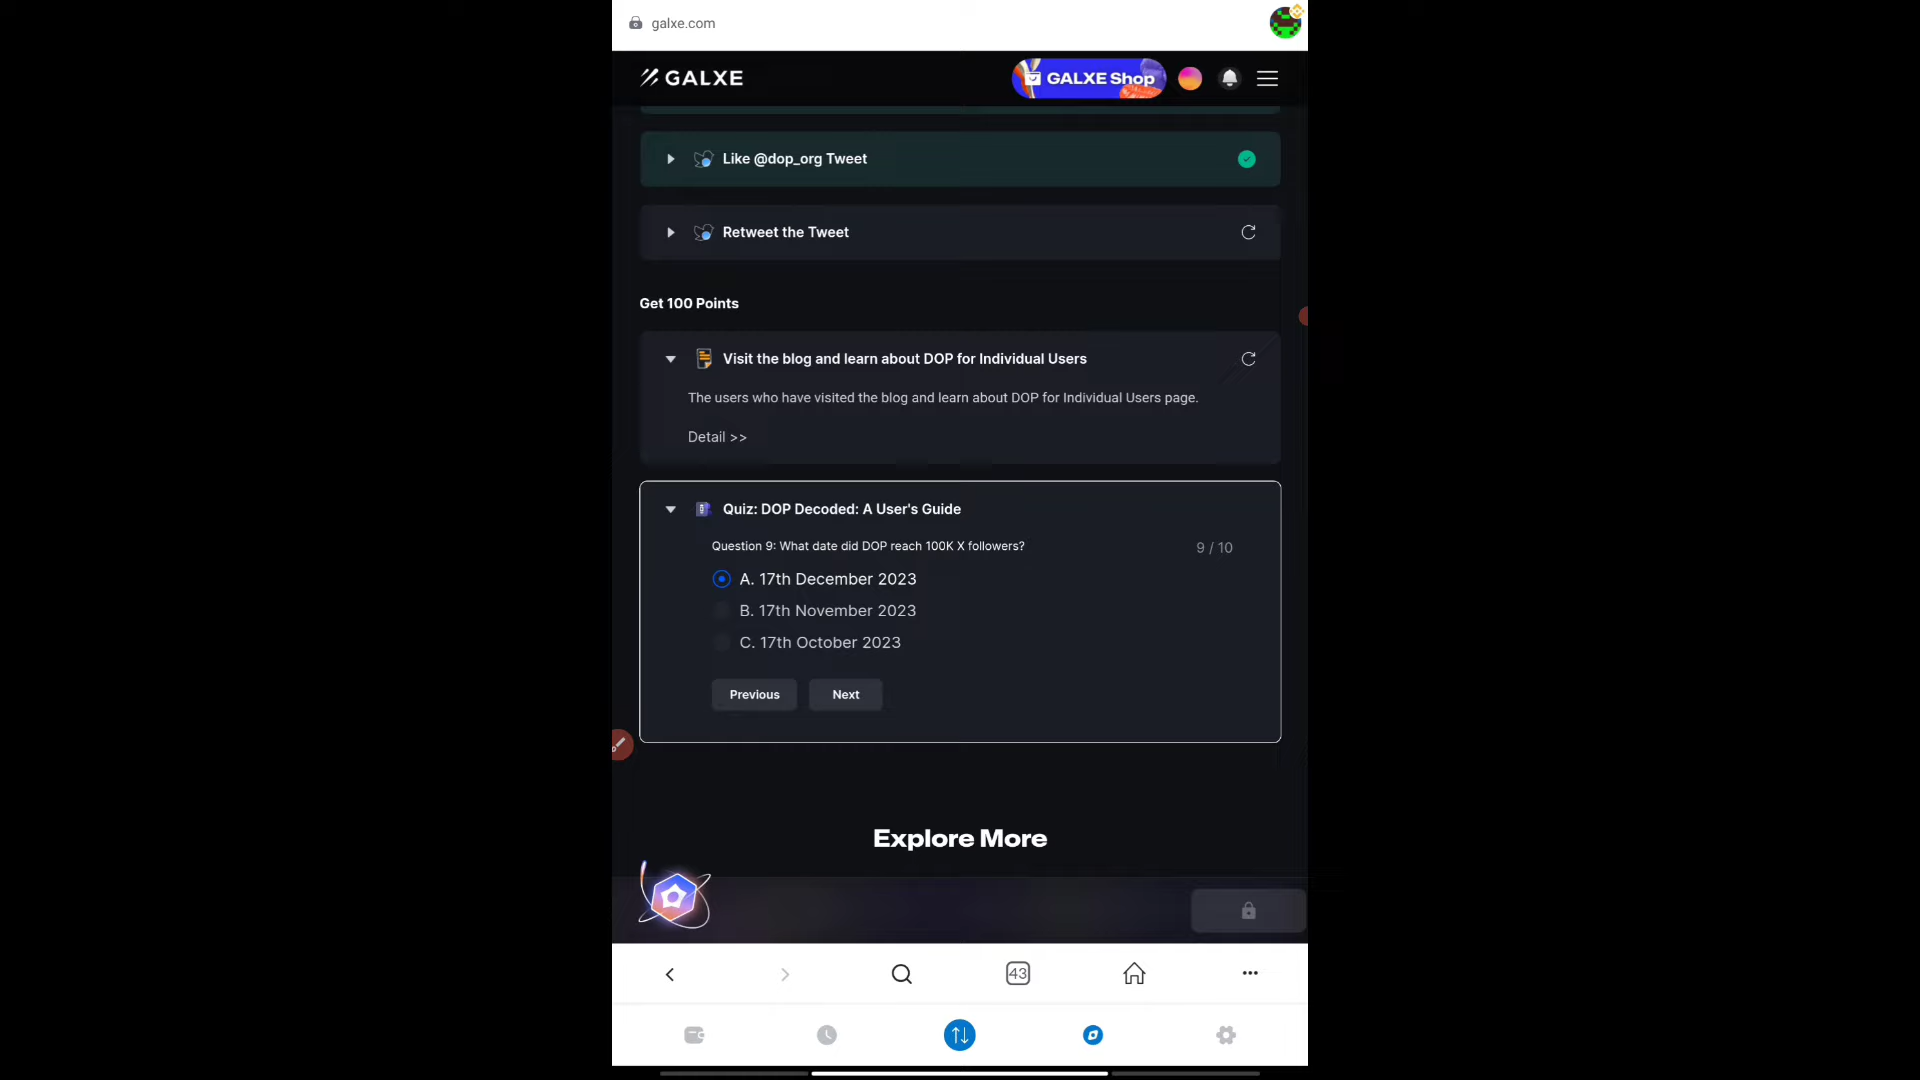 galxe.com
GALXE
GALXE Shop
Like @dop_org Tweet
Retweet the Tweet
Get 100 Points
Visit the blog and learn about DOP for Individual Users
The users who have visited the blog and learn about DOP for Individual Users page.
Detail >>
Quiz: DOP Decoded: A User's Guide
Question 9: What date did DOP reach 100K X followers?
9 / 10
A. 17th December 2023
B. 17th November 2023
C. 17th October 2023
Previous
Next
Explore More
43